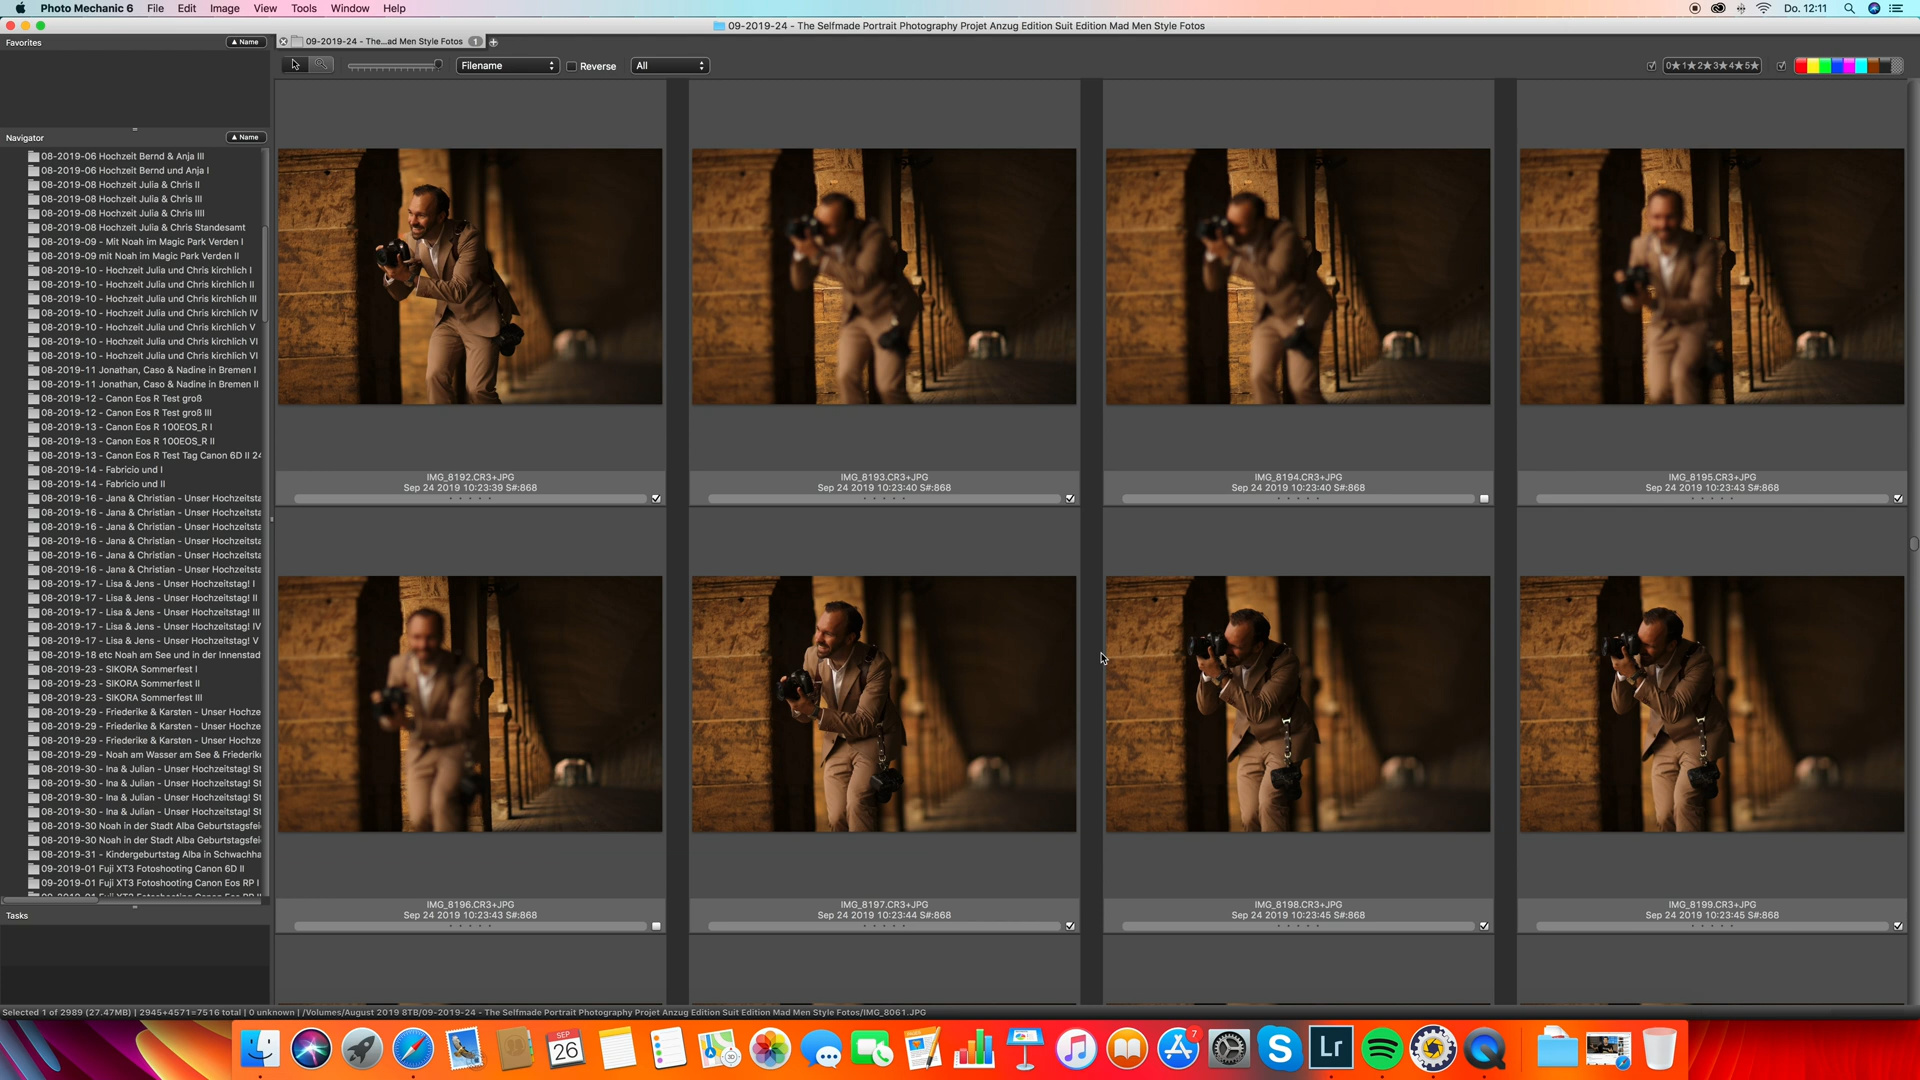 Photo Mechanic 6 File Edit Image View Tools Window Help Do. 12:11
09-2019-24 - The Selfmade Portrait Photography Projet Anzug Edition Suit Edition Mad Men Style Fotos
Favorites ▲ Name
09-2019-24 - The...ad Men Style Fotos 1
Filename Reverse All 0★1★2★3★4★5★
Navigator ▲ Name
08-2019-06 Hochzeit Bernd & Anja III
08-2019-06 Hochzeit Bernd und Anja I
08-2019-08 Hochzeit Julia & Chris II
08-2019-08 Hochzeit Julia & Chris III
08-2019-08 Hochzeit Julia & Chris IIII
08-2019-08 Hochzeit Julia & Chris Standesamt
08-2019-09 - Mit Noah im Magic Park Verden I
08-2019-09 mit Noah im Magic Park Verden II
08-2019-10 - Hochzeit Julia und Chris kirchlich I
08-2019-10 - Hochzeit Julia und Chris kirchlich II
08-2019-10 - Hochzeit Julia und Chris kirchlich III
08-2019-10 - Hochzeit Julia und Chris kirchlich IV
08-2019-10 - Hochzeit Julia und Chris kirchlich V
08-2019-10 - Hochzeit Julia und Chris kirchlich VI
08-2019-10 - Hochzeit Julia und Chris kirchlich VI
08-2019-11 Jonathan, Caso & Nadine in Bremen I
08-2019-11 Jonathan, Caso & Nadine in Bremen II
08-2019-12 - Canon Eos R Test groß
08-2019-12 - Canon Eos R Test groß III
08-2019-13 - Canon Eos R 100EOS_R I
08-2019-13 - Canon Eos R 100EOS_R II
08-2019-13 - Canon Eos R Test Tag Canon 6D II 24
08-2019-14 - Fabricio und I
08-2019-14 - Fabricio und II
08-2019-16 - Jana & Christian - Unser Hochzeitsta
08-2019-16 - Jana & Christian - Unser Hochzeitsta
08-2019-16 - Jana & Christian - Unser Hochzeitsta
08-2019-16 - Jana & Christian - Unser Hochzeitsta
08-2019-16 - Jana & Christian - Unser Hochzeitsta
08-2019-16 - Jana & Christian - Unser Hochzeitsta
08-2019-17 - Lisa & Jens - Unser Hochzeitstag! I
08-2019-17 - Lisa & Jens - Unser Hochzeitstag! II
08-2019-17 - Lisa & Jens - Unser Hochzeitstag! III
08-2019-17 - Lisa & Jens - Unser Hochzeitstag! IV
08-2019-17 - Lisa & Jens - Unser Hochzeitstag! V
08-2019-18 etc Noah am See und in der Innenstad
08-2019-23 - SIKORA Sommerfest I
08-2019-23 - SIKORA Sommerfest II
08-2019-23 - SIKORA Sommerfest III
08-2019-29 - Friederike & Karsten - Unser Hochze
08-2019-29 - Friederike & Karsten - Unser Hochze
08-2019-29 - Friederike & Karsten - Unser Hochze
08-2019-29 - Noah am Wasser am See & Friederik
08-2019-30 - Ina & Julian - Unser Hochzeitstag! St
08-2019-30 - Ina & Julian - Unser Hochzeitstag! St
08-2019-30 - Ina & Julian - Unser Hochzeitstag! St
08-2019-30 - Ina & Julian - Unser Hochzeitstag! St
08-2019-30 Noah in der Stadt Alba Geburtstagsfei
08-2019-30 Noah in der Stadt Alba Geburtstagsfei
08-2019-31 - Kindergeburtstag Alba in Schwachha
09-2019-01 Fuji XT3 Fotoshooting Canon 6D II
09-2019-01 Fuji XT3 Fotoshooting Canon Eos RP I
Tasks
IMG_8192.CR3+JPG
Sep 24 2019 10:23:39 S#:868
IMG_8193.CR3+JPG
Sep 24 2019 10:23:40 S#:868
IMG_8194.CR3+JPG
Sep 24 2019 10:23:40 S#:868
IMG_8195.CR3+JPG
Sep 24 2019 10:23:43 S#:868
IMG_8196.CR3+JPG
Sep 24 2019 10:23:43 S#:868
IMG_8197.CR3+JPG
Sep 24 2019 10:23:44 S#:868
IMG_8198.CR3+JPG
Sep 24 2019 10:23:45 S#:868
IMG_8199.CR3+JPG
Sep 24 2019 10:23:45 S#:868
Selected 1 of 2989 (27.47MB) | 2945+4571=7516 total | 0 unknown | /Volumes/August 2019 8TB/09-2019-24 - The Selfmade Portrait Photography Projet Anzug Edition Suit Edition Mad Men Style Fotos/IMG_8061.JPG
SEP
26
3D
7
S
Lr